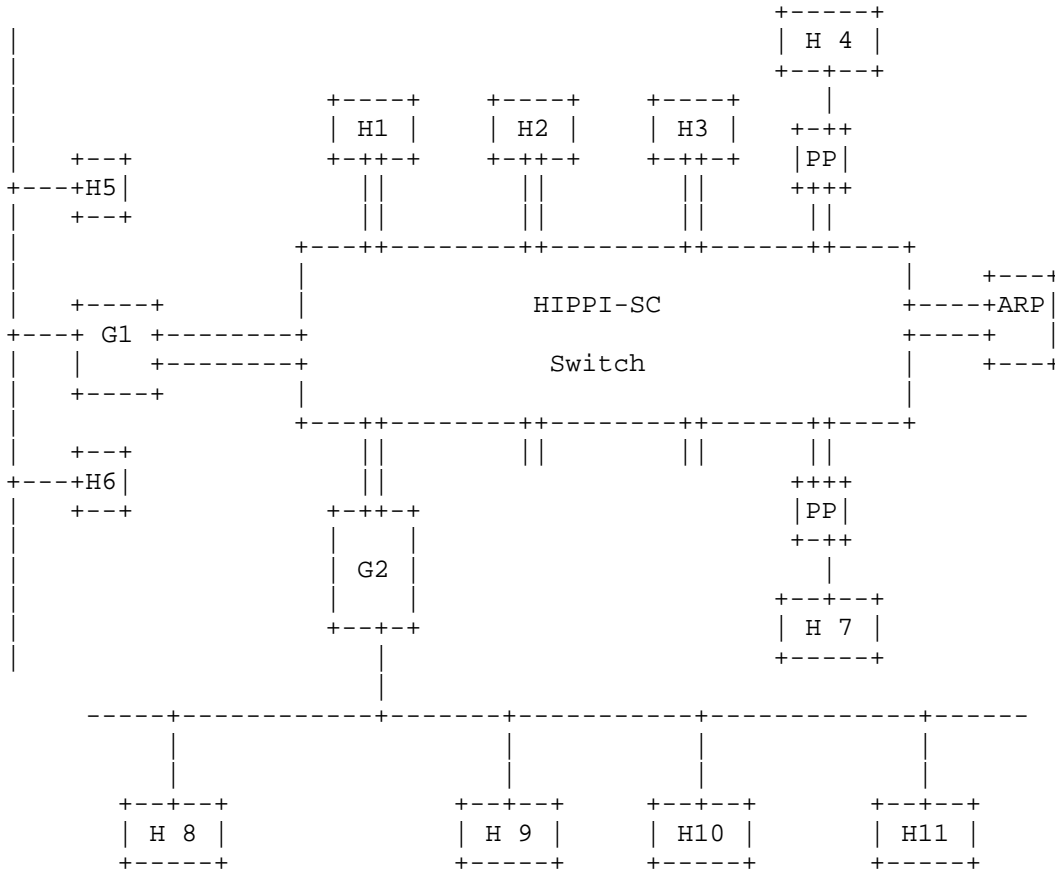 H 4
H1 H2 H3
PP
H5
HIPPI-SC
ARP
G1
Switch
H6
PP
G2
H 7
H 8 H 9 H10 H11